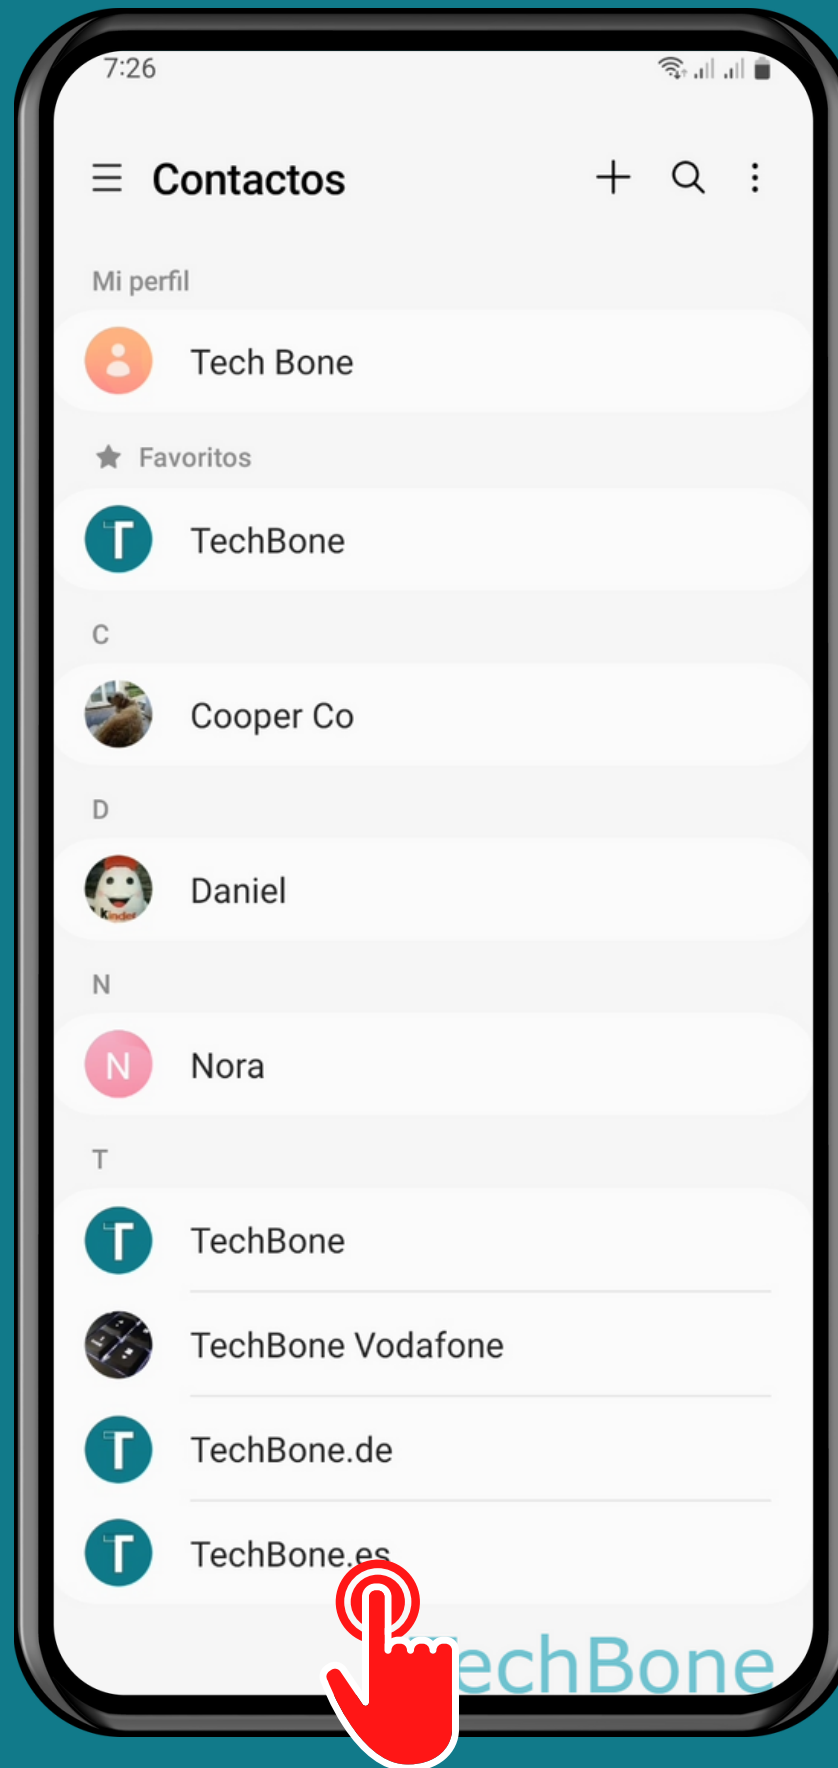 7:26
Contactos
Mi perfil
Tech Bone
Favoritos
T TechBone
C
Cooper Co
D
Kinder
Daniel
N
N Nora
T
T TechBone
TechBone Vodafone
T TechBone.de
T TechBone.es
echBone